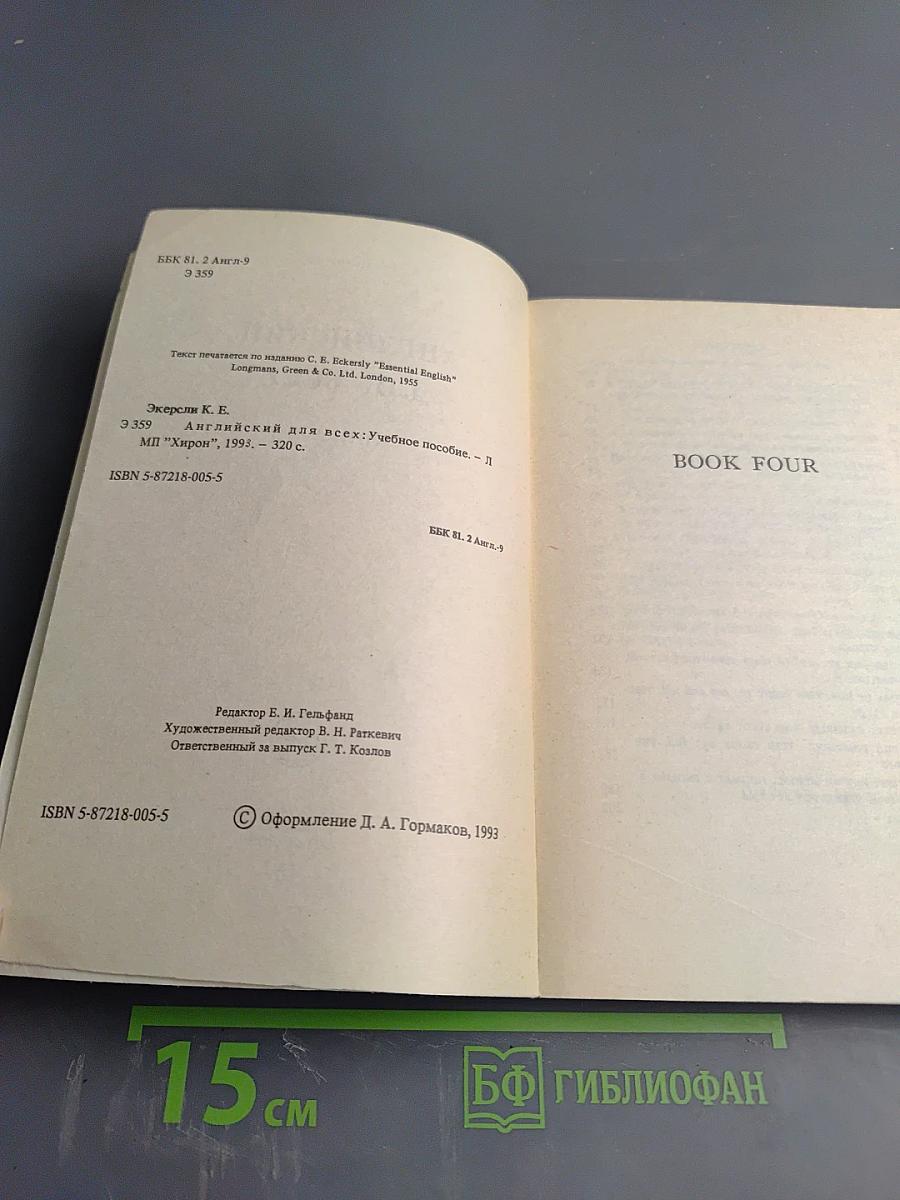 ББК 81. 2 Англ-9
Э 359
Текст печатается по изданию C. E. Eckersly "Essential English"
Longmans, Green & Co. Ltd. London, 1955
Экерсли К. Е.
Э 359 Английский для всех: Учебное пособие. – Л
МП "Хирон", 1993. – 320 с.
ISBN 5-87218-005-5
ББК 81. 2 Англ.-9
Редактор Е. И. Гельфанд
Художественный редактор В. Н. Раткевич
Ответственный за выпуск Г. Т. Козлов
ISBN 5-87218-005-5
© Оформление Д. А. Гормаков, 1993
BOOK FOUR
15 см
БФ ГИБЛИОФАН